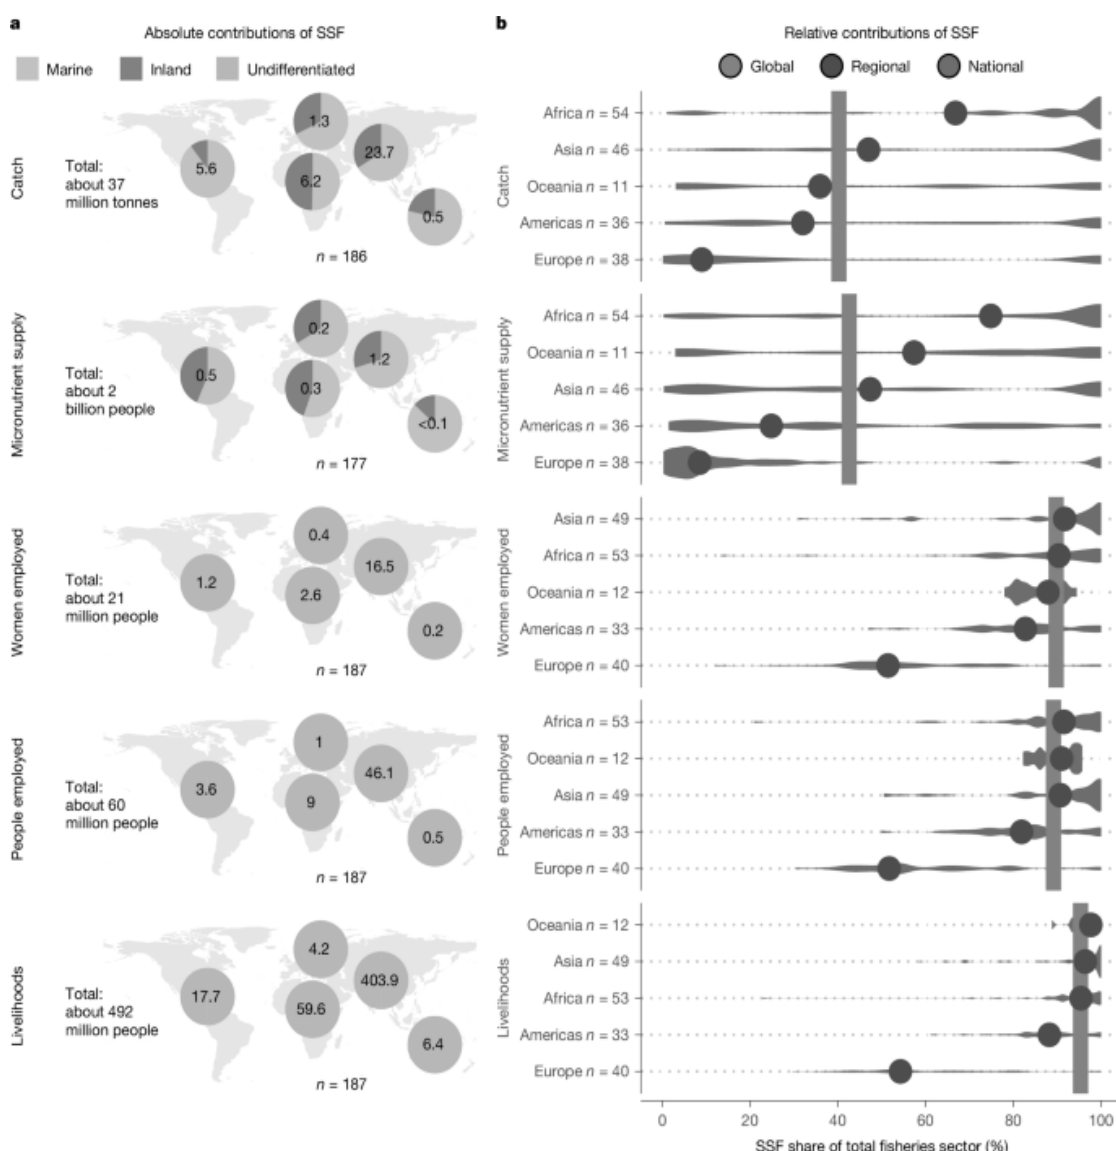 a
Absolute contributions of SSF
Marine
Inland
Undifferentiated
Catch
Total:
about 37
million tonnes
5.6
1.3
6.2
23.7
0.5
n = 186
Micronutrient supply
Total:
about 2
billion people
0.5
0.2
0.3
1.2
<0.1
n = 177
Women employed
Total:
about 21
million people
1.2
0.4
2.6
16.5
0.2
n = 187
People employed
Total:
about 60
million people
3.6
1
9
46.1
0.5
n = 187
Livelihoods
Total:
about 492
million people
17.7
4.2
59.6
403.9
6.4
n = 187
b
Relative contributions of SSF
Global
Regional
National
Catch
Africa n = 54
Asia n = 46
Oceania n = 11
Americas n = 36
Europe n = 38
Micronutrient supply
Africa n = 54
Oceania n = 11
Asia n = 46
Americas n = 36
Europe n = 38
Women employed
Asia n = 49
Africa n = 53
Oceania n = 12
Americas n = 33
Europe n = 40
People employed
Africa n = 53
Oceania n = 12
Asia n = 49
Americas n = 33
Europe n = 40
Livelihoods
Oceania n = 12
Asia n = 49
Africa n = 53
Americas n = 33
Europe n = 40
0 20 40 60 80 100
SSF share of total fisheries sector (%)